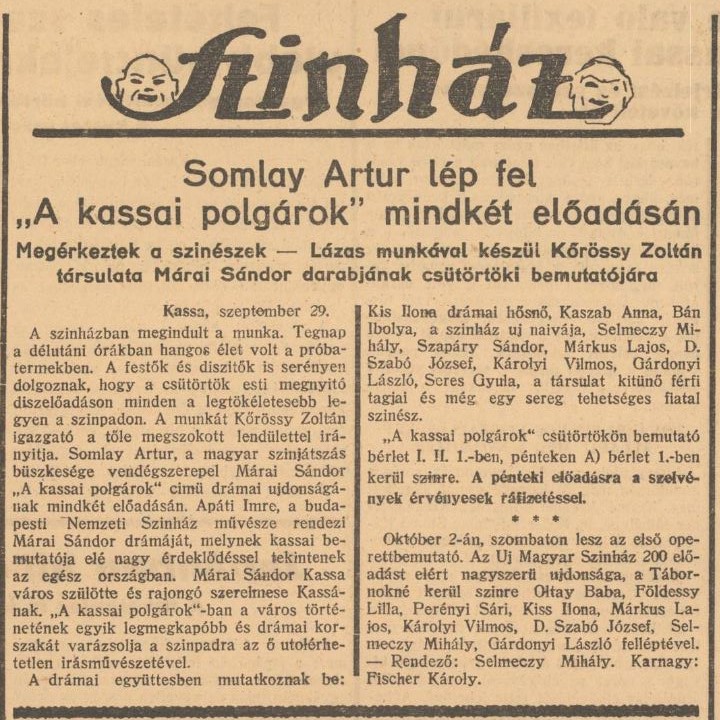 Szinház
Somlay Artur lép fel
„A kassai polgárok” mindkét előadásán
Megérkeztek a szinészek — Lázas munkával készül Kőrössy Zoltán
társulata Márai Sándor darabjának csütörtöki bemutatójára
Kassa, szeptember 29.
A szinházban megindult a munka. Tegnap
a délutáni órákban hangos élet volt a próba-
termekben. A festők és diszitők is serényen
dolgoznak, hogy a csütörtök esti megnyitó
diszelőadáson minden a legtökéletesebb le-
gyen a szinpadon. A munkát Kőrössy Zoltán
igazgató a tőle megszokott lendülettel irá-
nyitja. Somlay Artur, a magyar szinjátszás
büszkesége vendégszerepel Márai Sándor
„A kassai polgárok“ cimü drámai ujdonságá-
nak mindkét előadásán. Apáti Imre, a buda-
pesti Nemzeti Szinház művésze rendezi
Márai Sándor drámáját, melynek kassai be-
mutatója elé nagy érdeklődéssel tekintenek
az egész országban. Márai Sándor Kassa
város szülötte és rajongó szerelmese Kassá-
nak. „A kassai polgárok“-ban a város törté-
netének egyik legmegkapóbb és drámai kor-
szakát varázsolja a szinpadra az ő utolérhe-
tetlen irásművészetével.
A drámai együttesben mutatkoznak be:
Kis Ilona drámai hősnő, Kaszab Anna, Bán
Ibolya, a szinház uj naivája, Selmeczy Mi-
hály, Szapáry Sándor, Márkus Lajos, D.
Szabó József, Károlyi Vilmos, Gárdonyi
László, Seres Gyula, a társulat kitünő férfi
tagjai és még egy sereg tehetséges fiatal
szinész.
„A kassai polgárok“ csütörtökön bemutató
bérlet I. II. 1.-ben, pénteken A) bérlet 1.-ben
kerül szinre. A pénteki előadásra a szelvé-
nyek érvényesek ráfizetéssel.
* * *
Október 2-án, szombaton lesz az első ope-
rettbemutató. Az Uj Magyar Szinház 200 elő-
adást elért nagyszerü ujdonsága, a Tábor-
nokné kerül szinre Oltay Baba, Földessy
Lilla, Perényi Sári, Kiss Ilona, Márkus La-
jos, Károlyi Vilmos, D. Szabó József, Sel-
meczy Mihály, Gárdonyi László felléptével.
— Rendező: Selmeczy Mihály. Karnagy:
Fischer Károly.